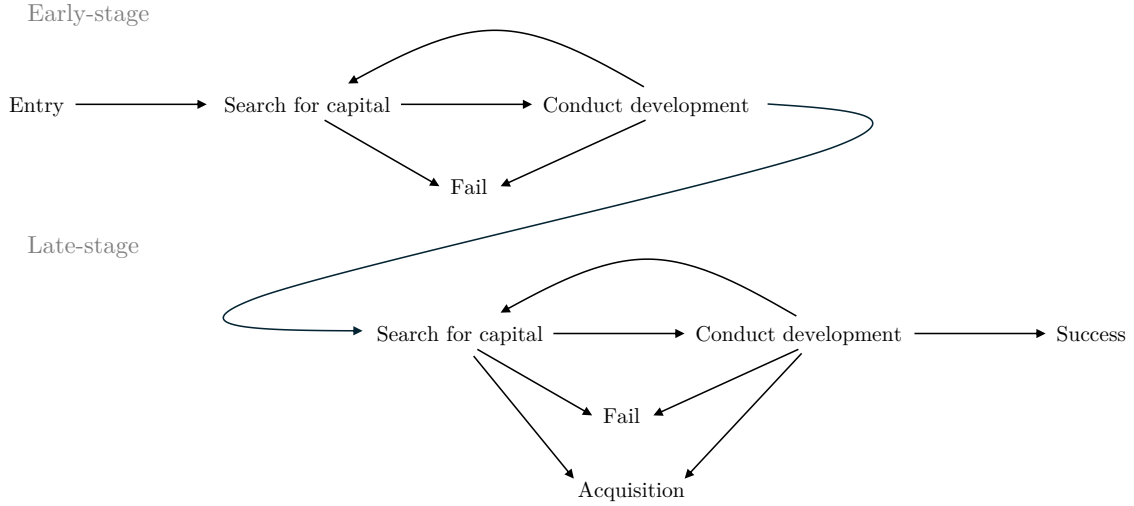 Early-stage
Entry
Search for capital
Conduct development
Fail
Late-stage
Search for capital
Conduct development
Success
Fail
Acquisition